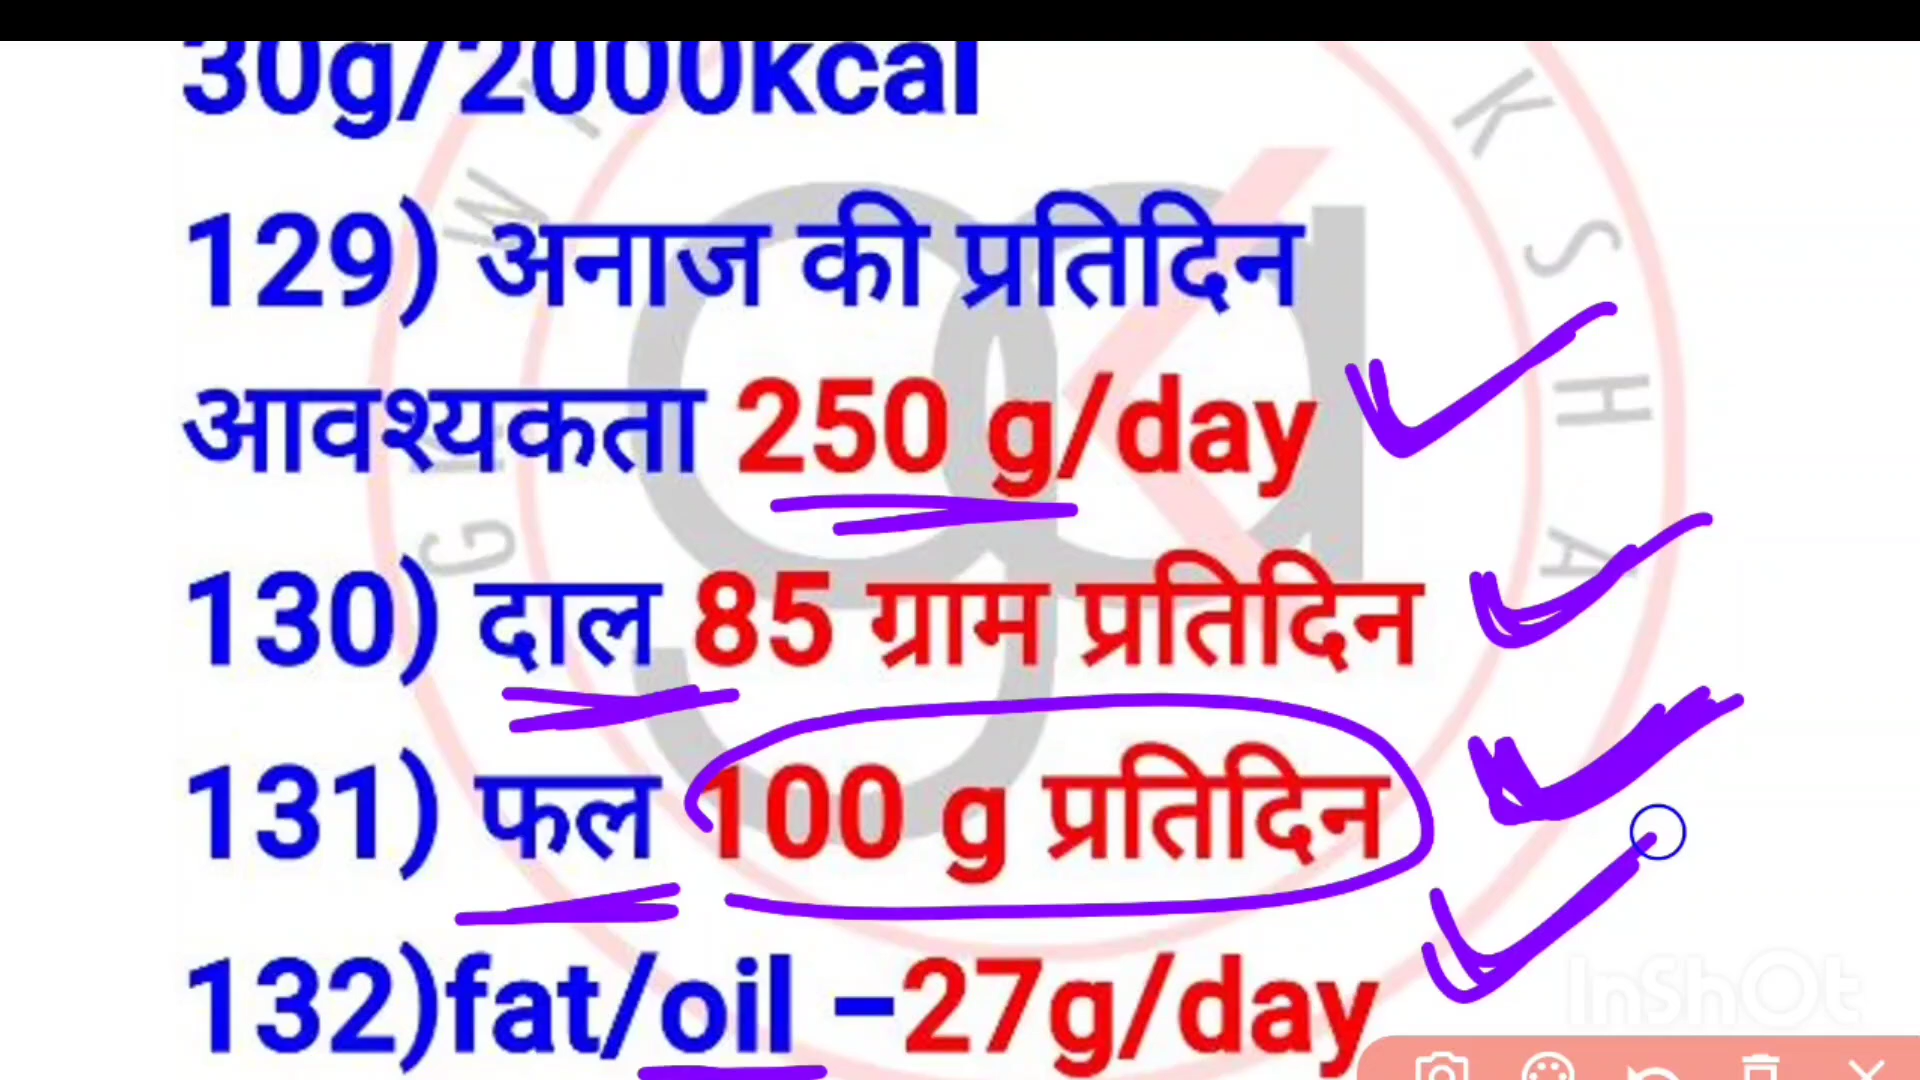 30g/2000kcal
129) अनाज की प्रतिदिन
आवश्यकता 250 g/day
130) दाल 85 ग्राम प्रतिदिन
131) फल 100 g प्रतिदिन
132)fat/oil -27g/day
InShOt